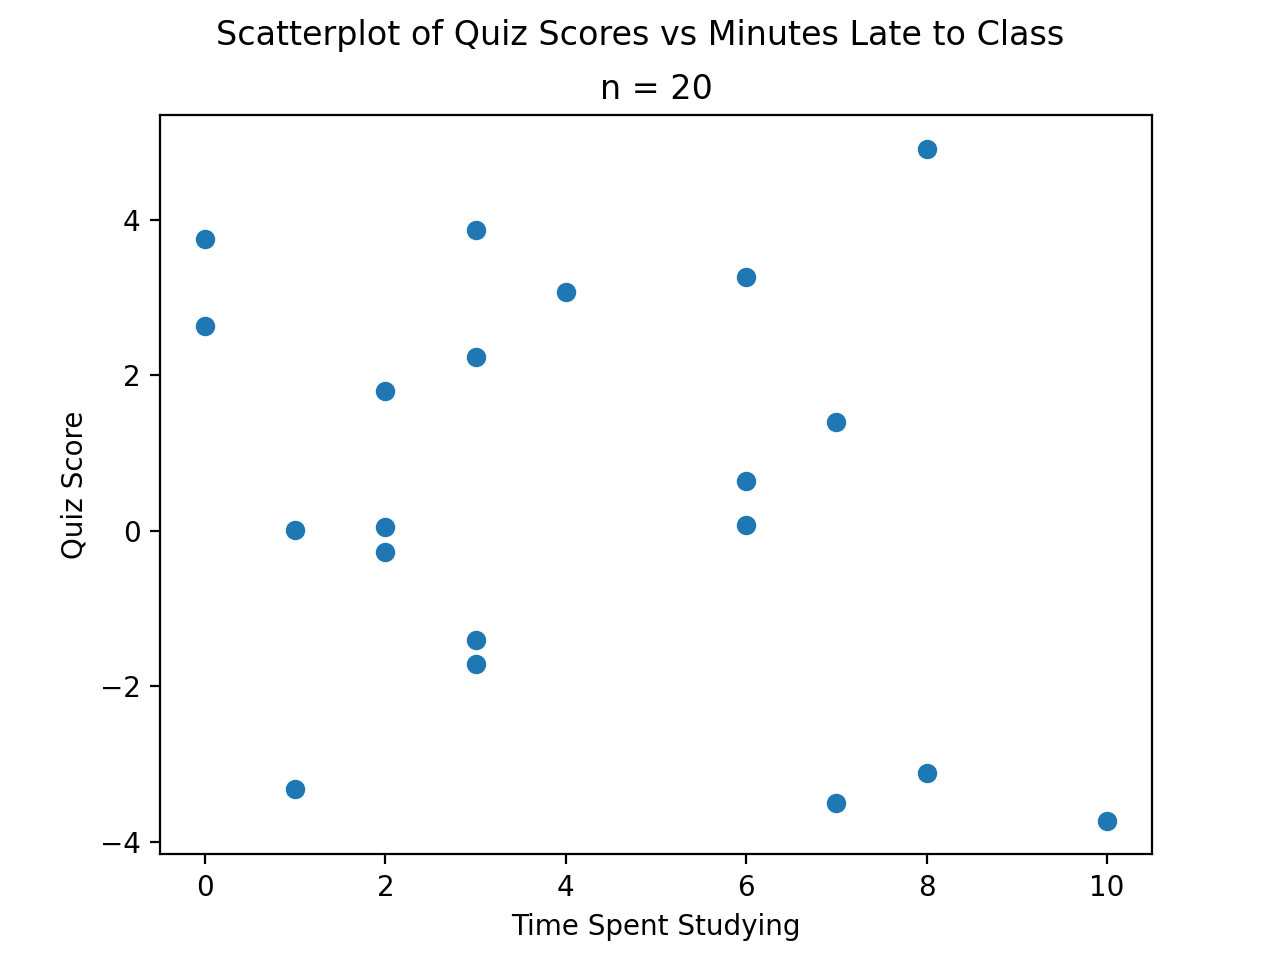 Scatterplot of Quiz Scores vs Minutes Late to Class
n = 20
4
2
0
−2
−4
Quiz Score
0 2 4 6 8 10
Time Spent Studying